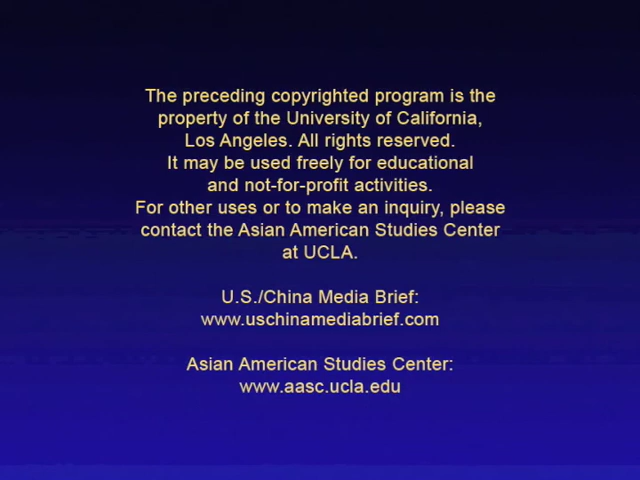 The preceding copyrighted program is the
property of the University of California,
Los Angeles. All rights reserved.
It may be used freely for educational
and not-for-profit activities.
For other uses or to make an inquiry, please
contact the Asian American Studies Center
at UCLA.
U.S./China Media Brief:
www.uschinamediabrief.com
Asian American Studies Center:
www.aasc.ucla.edu